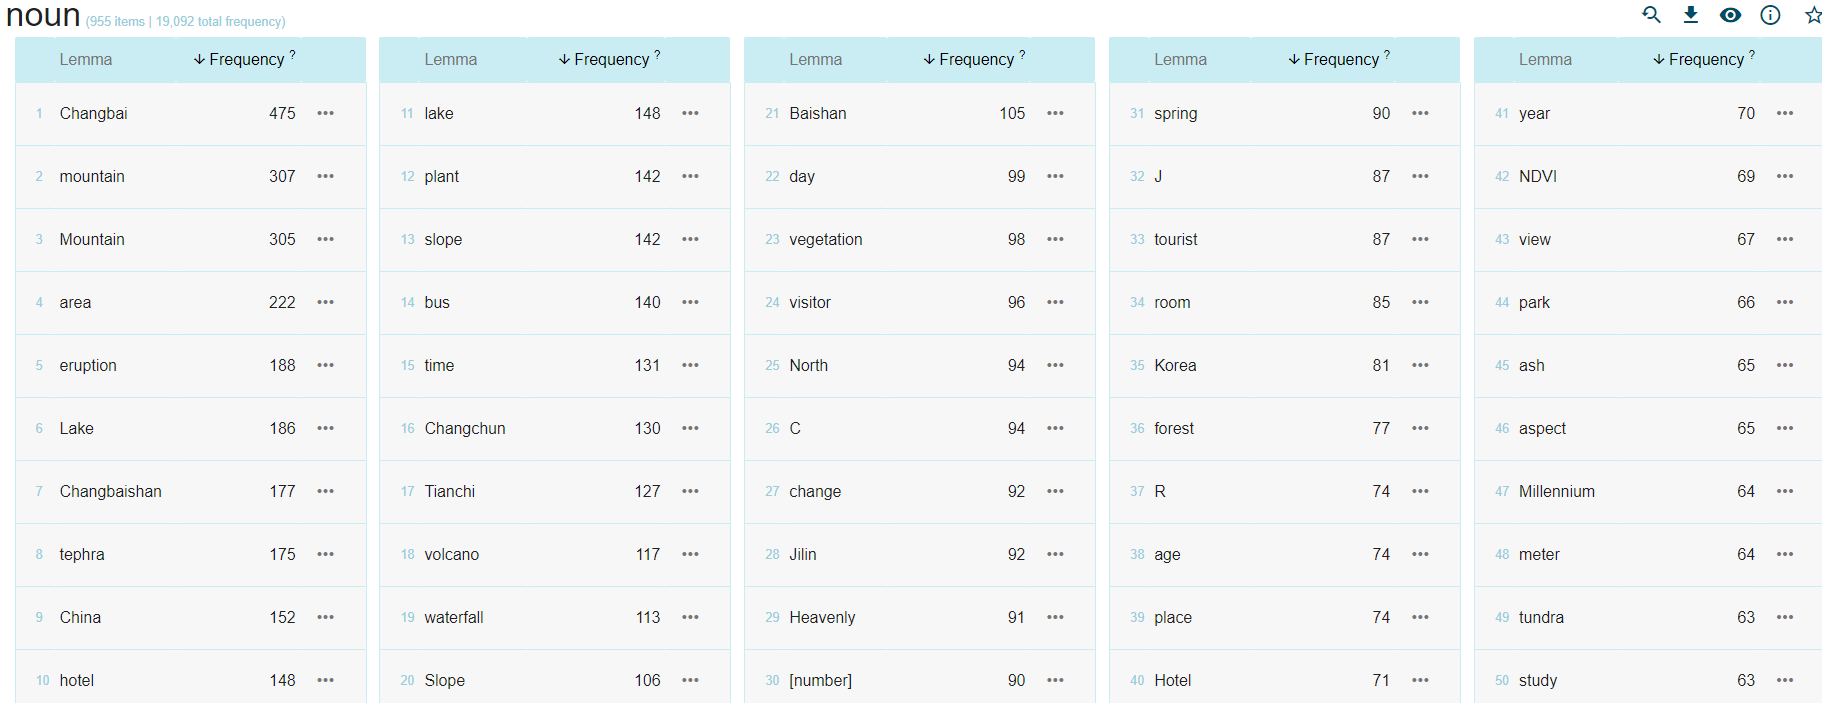 noun (955 items | 19,092 total frequency)
Lemma ↓ Frequency ? Lemma ↓ Frequency ? Lemma ↓ Frequency ? Lemma ↓ Frequency ? Lemma ↓ Frequency ?
1 Changbai 475 ••• 11 lake 148 ••• 21 Baishan 105 ••• 31 spring 90 ••• 41 year 70 •••
2 mountain 307 ••• 12 plant 142 ••• 22 day 99 ••• 32 J 87 ••• 42 NDVI 69 •••
3 Mountain 305 ••• 13 slope 142 ••• 23 vegetation 98 ••• 33 tourist 87 ••• 43 view 67 •••
4 area 222 ••• 14 bus 140 ••• 24 visitor 96 ••• 34 room 85 ••• 44 park 66 •••
5 eruption 188 ••• 15 time 131 ••• 25 North 94 ••• 35 Korea 81 ••• 45 ash 65 •••
6 Lake 186 ••• 16 Changchun 130 ••• 26 C 94 ••• 36 forest 77 ••• 46 aspect 65 •••
7 Changbaishan 177 ••• 17 Tianchi 127 ••• 27 change 92 ••• 37 R 74 ••• 47 Millennium 64 •••
8 tephra 175 ••• 18 volcano 117 ••• 28 Jilin 92 ••• 38 age 74 ••• 48 meter 64 •••
9 China 152 ••• 19 waterfall 113 ••• 29 Heavenly 91 ••• 39 place 74 ••• 49 tundra 63 •••
10 hotel 148 ••• 20 Slope 106 ••• 30 [number] 90 ••• 40 Hotel 71 ••• 50 study 63 •••